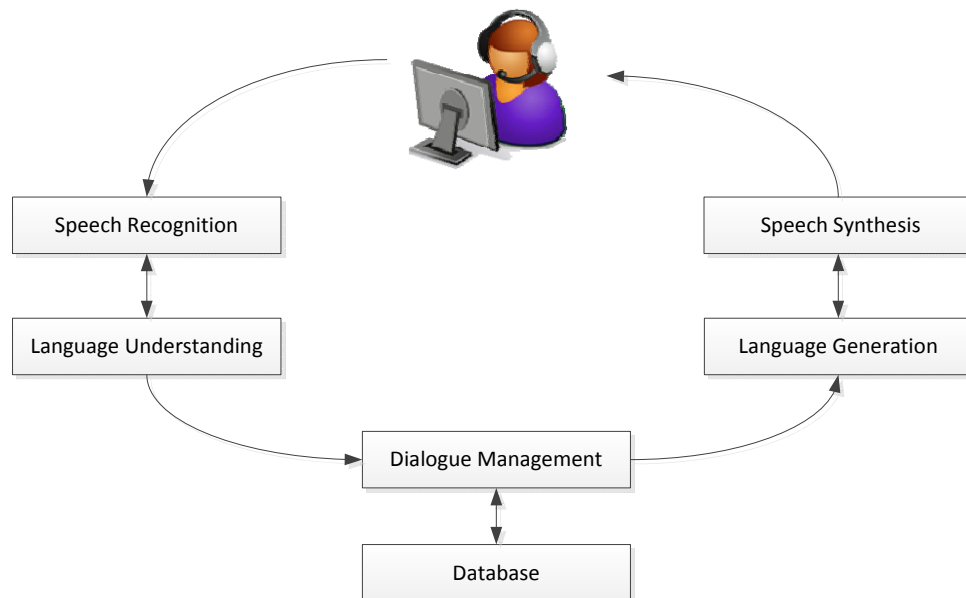 Speech Recognition
Speech Synthesis
Language Understanding
Language Generation
Dialogue Management
Database